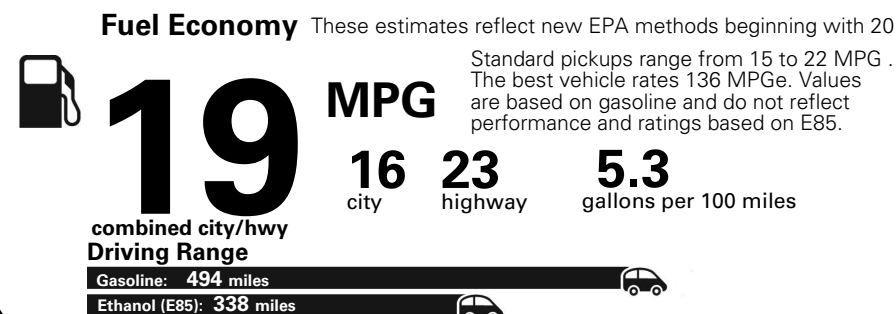 Fuel Economy These estimates reflect new EPA methods beginning with 20
Standard pickups range from 15 to 22 MPG .
The best vehicle rates 136 MPGe. Values
are based on gasoline and do not reflect
performance and ratings based on E85.
19 MPG
16 city
23 highway
5.3 gallons per 100 miles
combined city/hwy
Driving Range
Gasoline: 494 miles
Ethanol (E85): 338 miles